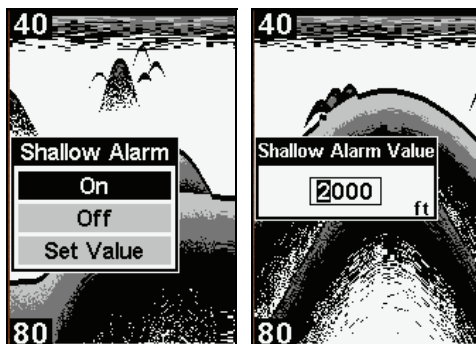 40
Shallow Alarm
On
Off
Set Value
80
40
Shallow Alarm Value
2000
ft
80